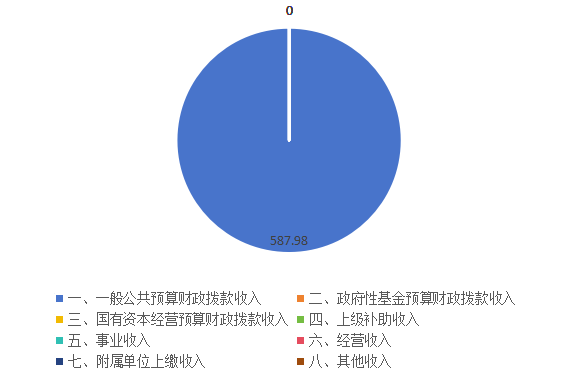 0
587.98
一、一般公共预算财政拨款收入 二、政府性基金预算财政拨款收入
三、国有资本经营预算财政拨款收入 四、上级补助收入
五、事业收入 六、经营收入
七、附属单位上缴收入 八、其他收入